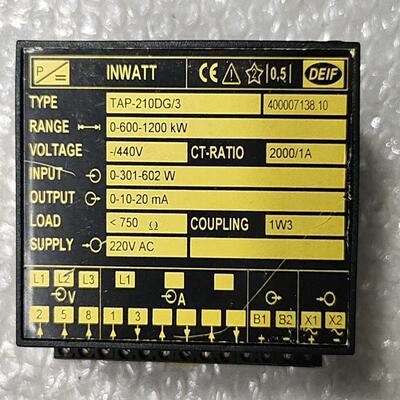 P INWATT CE 2 0,5 DEIF
TYPE TAP-210DG/3 400007138.10
RANGE 0-600-1200 kW
VOLTAGE -/440V CT-RATIO 2000/1A
INPUT 0-301-602 W
OUTPUT 0-10-20 mA
LOAD < 750 Ω COUPLING 1W3
SUPPLY 220V AC
L1 L2 L3 L1
V A
2 5 8 1 3 B1 B2 X1 X2
+ - + -